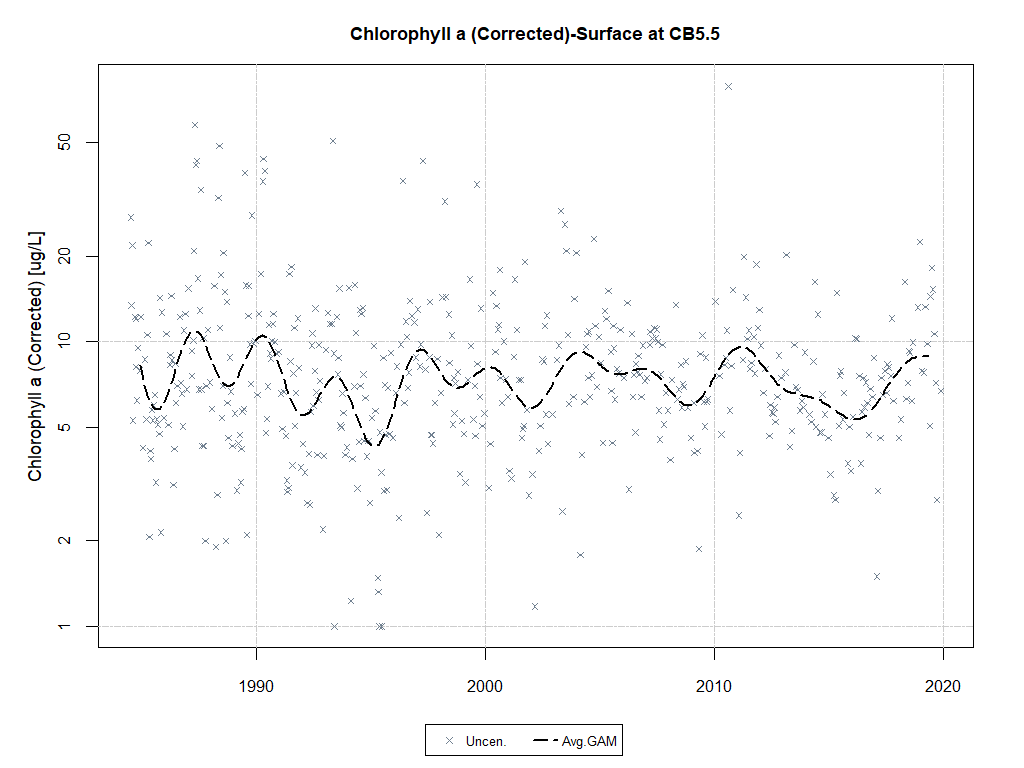 Chlorophyll a (Corrected)-Surface at CB5.5
Chlorophyll a (Corrected) [ug/L]
50
20
10
5
2
1
1990 2000 2010 2020
Uncen. Avg.GAM